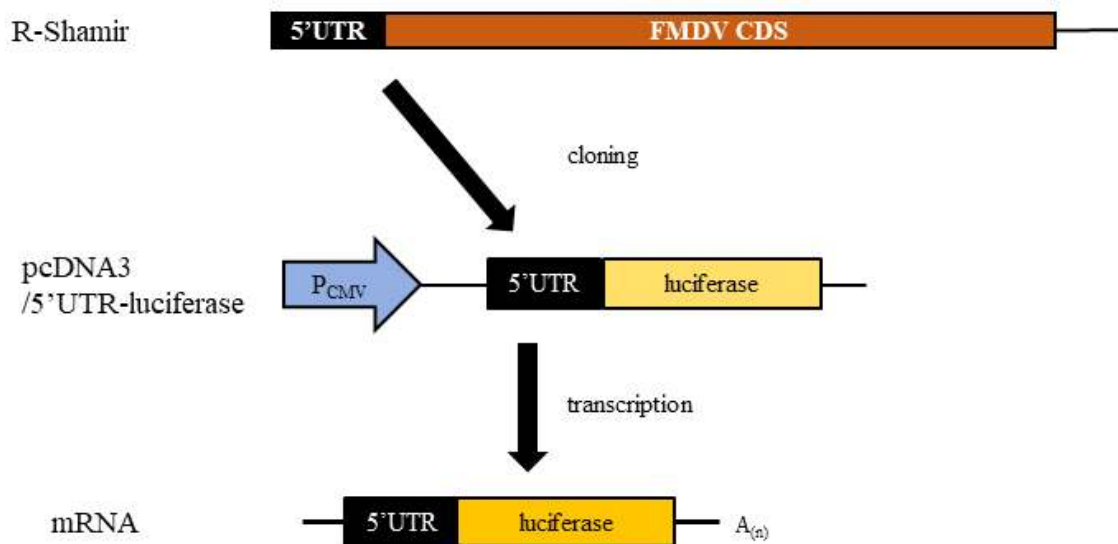 R-Shamir
5’UTR
FMDV CDS
cloning
pcDNA3
/5’UTR-luciferase
PCMV
5’UTR
luciferase
transcription
mRNA
5’UTR
luciferase
A(n)